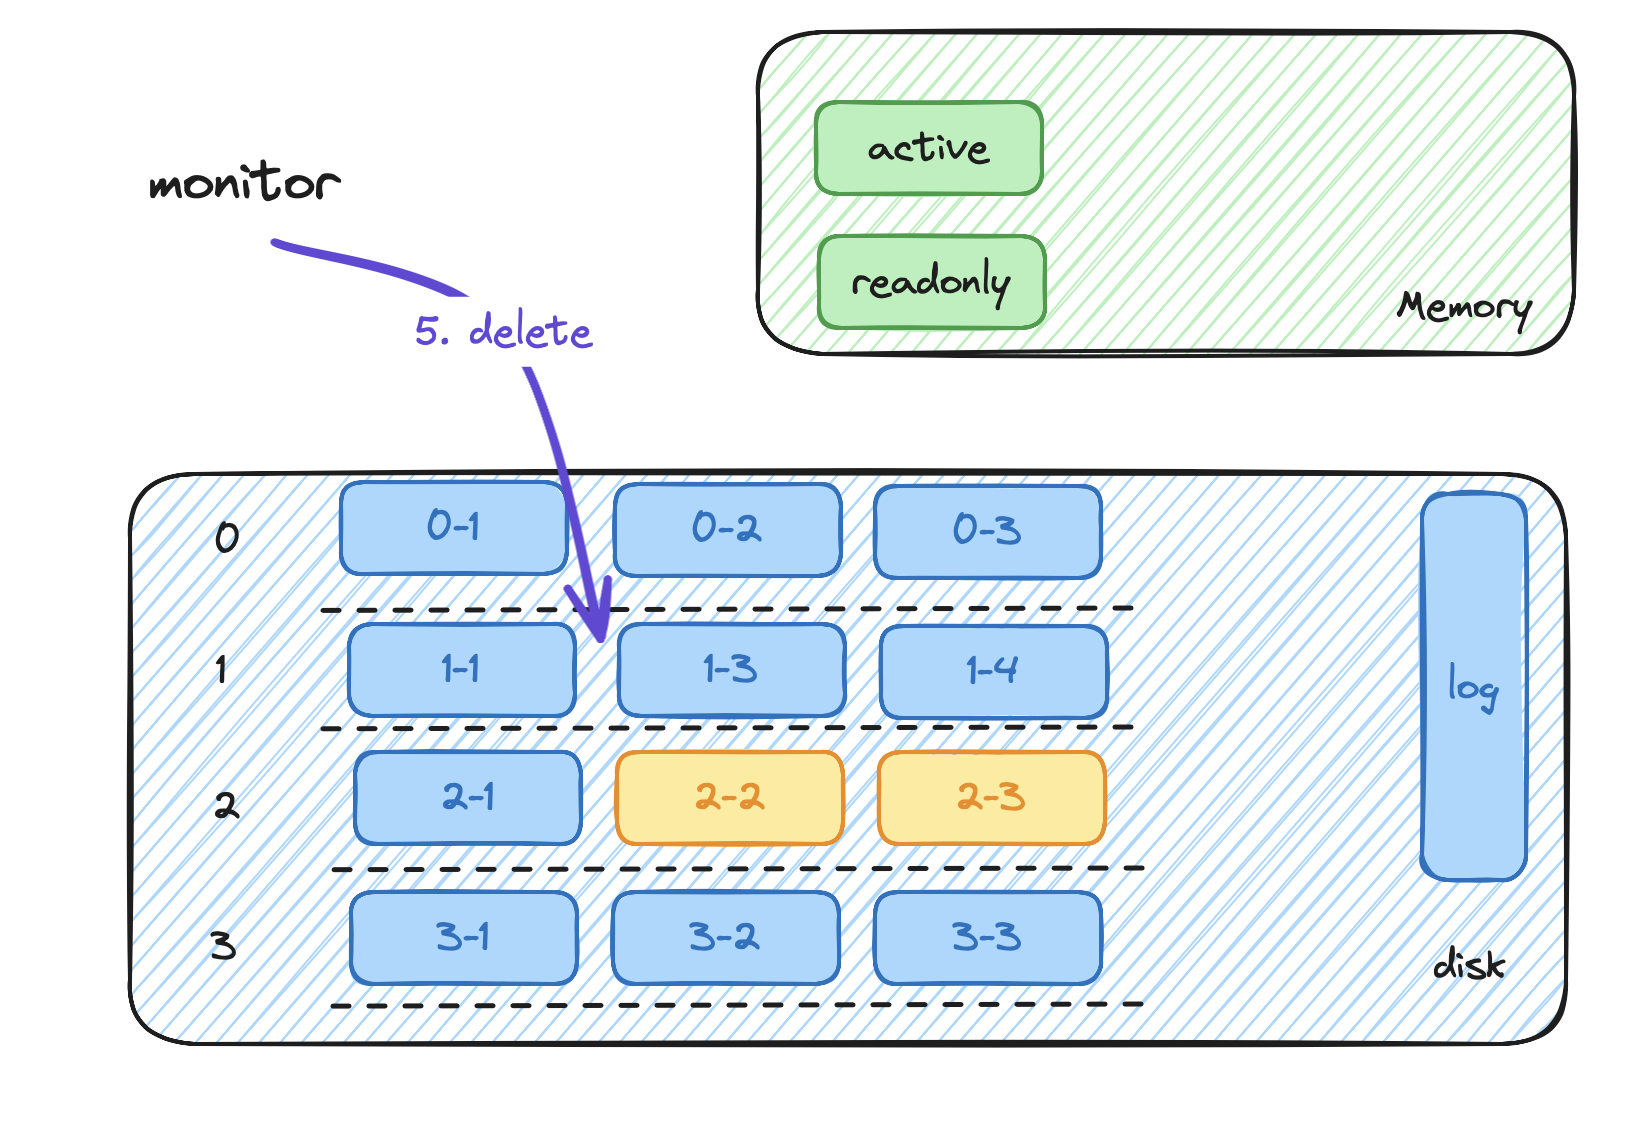 monitor
active
readonly
Memory
5. delete
0
0-1
0-2
0-3
1
1-1
1-3
1-4
log
2
2-1
2-2
2-3
3
3-1
3-2
3-3
disk